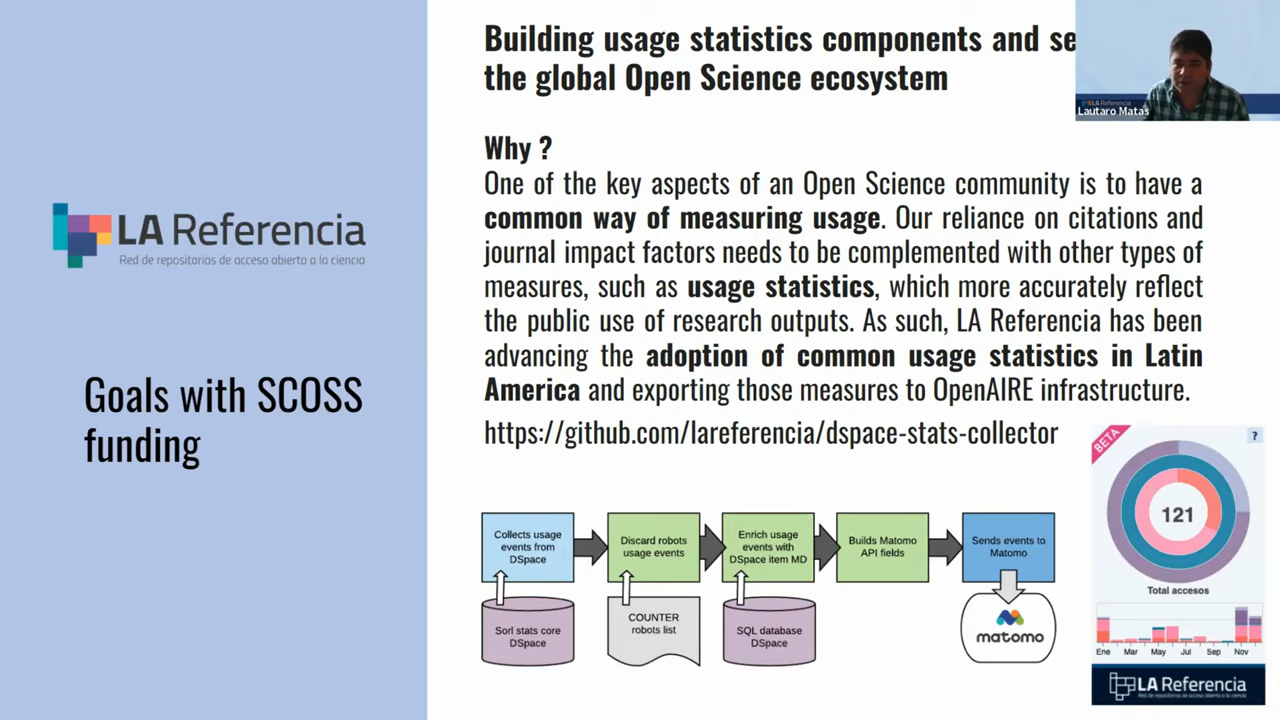 Building usage statistics components and se
the global Open Science ecosystem
LA Referencia
Lautaro Matas
Why ?
One of the key aspects of an Open Science community is to have a
common way of measuring usage. Our reliance on citations and
journal impact factors needs to be complemented with other types of
measures, such as usage statistics, which more accurately reflect
the public use of research outputs. As such, LA Referencia has been
advancing the adoption of common usage statistics in Latin
America and exporting those measures to OpenAIRE infrastructure.
https://github.com/lareferencia/dspace-stats-collector
LA Referencia
Red de repositorios de acceso abierto a la ciencia
Goals with SCOSS
funding
Collects usage
events from
DSpace
Discard robots
usage events
Enrich usage
events with
DSpace item MD
Builds Matomo
API fields
Sends events to
Matomo
Sorl stats core
DSpace
COUNTER
robots list
SQL database
DSpace
matomo
BETA
?
121
Total accesos
Ene Mar May Jul Sep Nov
LA Referencia
Red de repositorios de acceso abierto a la ciencia